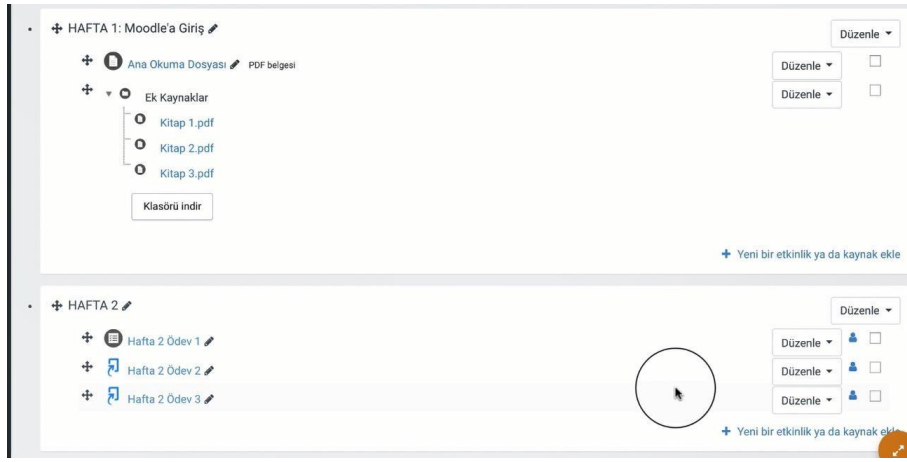 HAFTA 1: Moodle'a Giriş
Düzenle
Ana Okuma Dosyası PDF belgesi
Düzenle
Ek Kaynaklar
Düzenle
Kitap 1.pdf
Kitap 2.pdf
Kitap 3.pdf
Klasörü indir
+ Yeni bir etkinlik ya da kaynak ekle
HAFTA 2
Düzenle
Hafta 2 Ödev 1
Düzenle
Hafta 2 Ödev 2
Düzenle
Hafta 2 Ödev 3
Düzenle
+ Yeni bir etkinlik ya da kaynak ekle